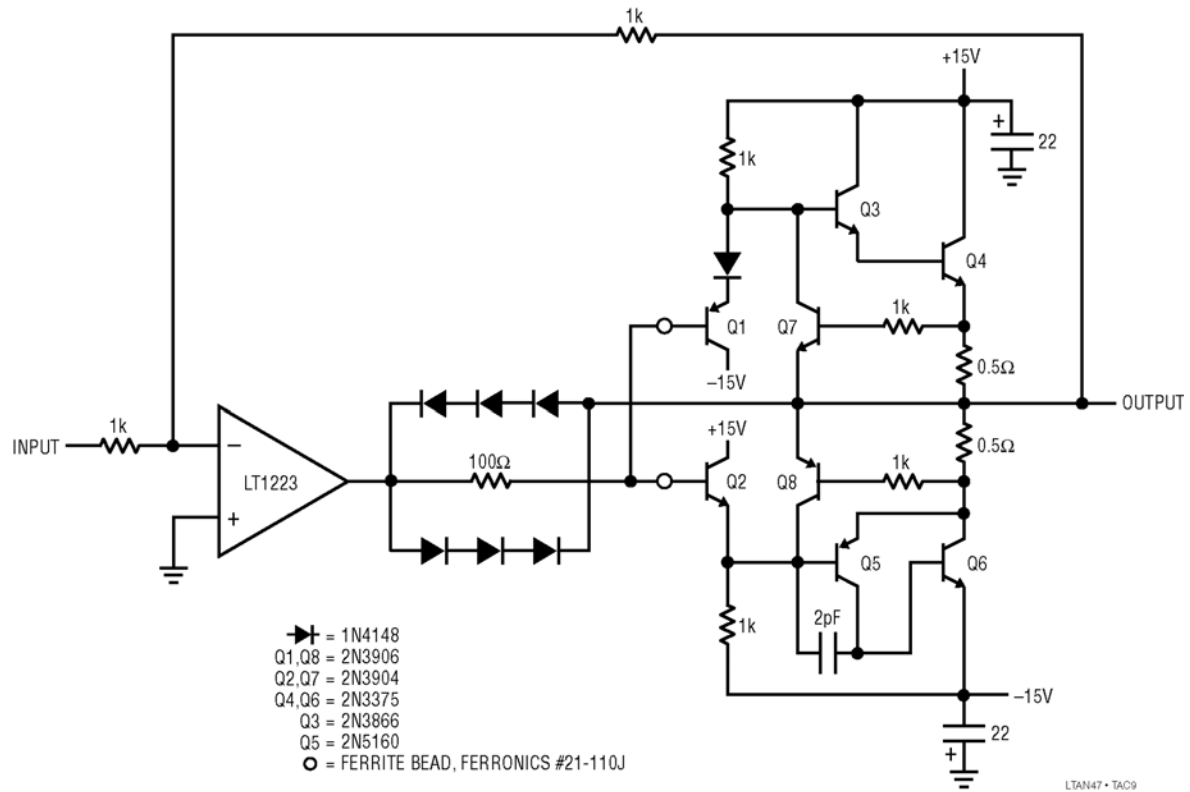 1k
+15V
+
22
1k
Q3
Q4
1k
Q1
Q7
–15V
0.5Ω
OUTPUT
1k
INPUT
–
LT1223
+
100Ω
+15V
0.5Ω
1k
Q2
Q8
Q5
Q6
1k
2pF
–15V
22
+
= 1N4148
Q1,Q8 = 2N3906
Q2,Q7 = 2N3904
Q4,Q6 = 2N3375
Q3 = 2N3866
Q5 = 2N5160
= FERRITE BEAD, FERRONICS #21-110J
LTAN47 • TAC9